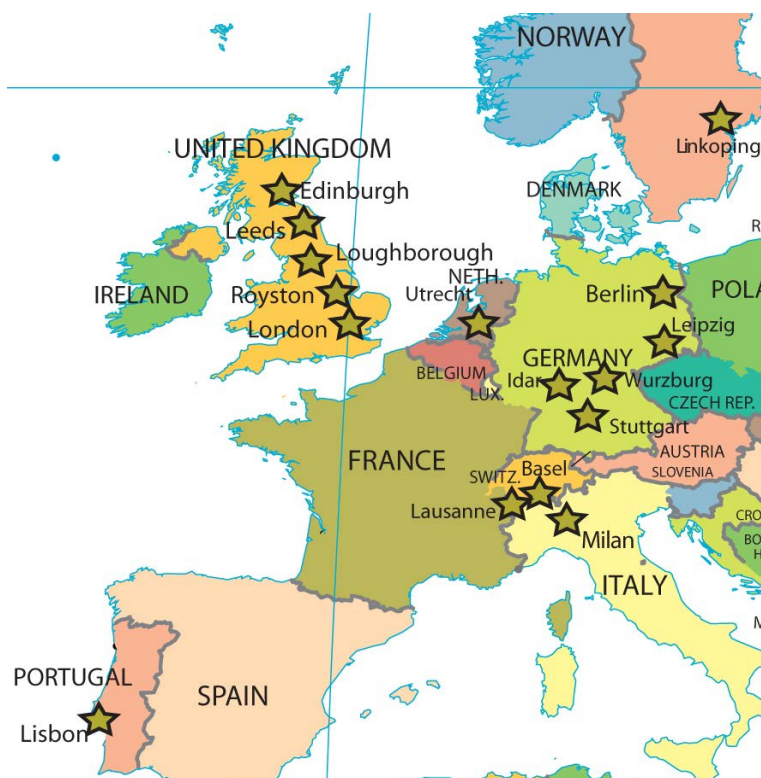 NORWAY
Linkoping
UNITED KINGDOM
Edinburgh
DENMARK
Leeds
R
Loughborough
NETH.
IRELAND
Royston
Utrecht
Berlin
POLA
London
Leipzig
GERMANY
BELGIUM
Idar
Wurzburg
LUX.
CZECH REP.
Stuttgart
FRANCE
AUSTRIA
Basel
SWITZ.
SLOVENIA
Lausanne
CRO
Milan
BO
H
ITALY
M
PORTUGAL
SPAIN
Lisbon